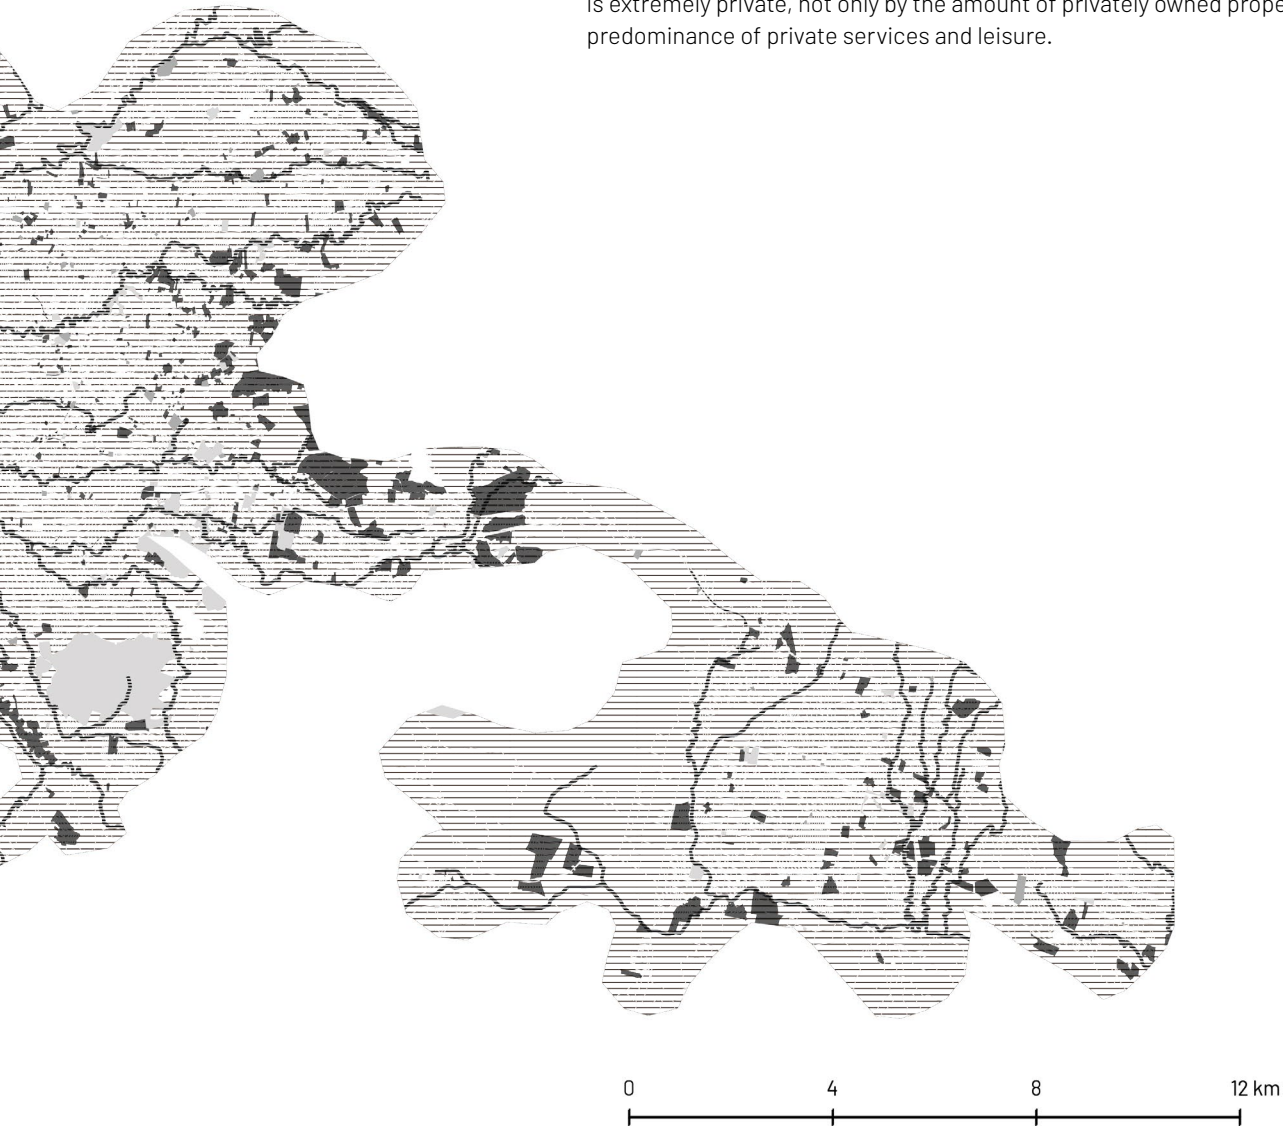 is extremely private, not only by the amount of privately owned prope
predominance of private services and leisure.
0 4 8 12 km